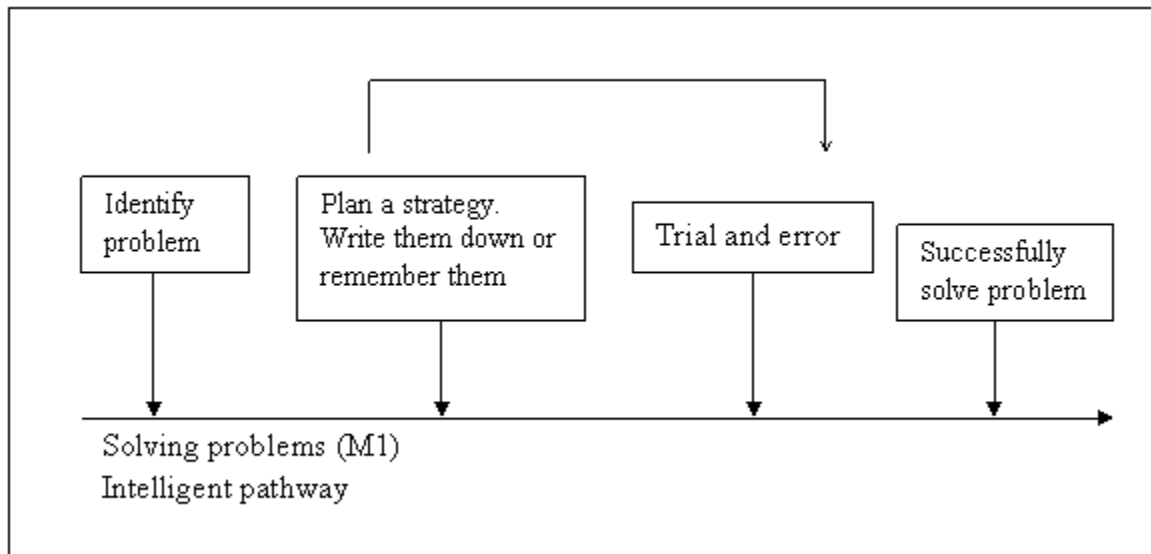 Identify
problem
Plan a strategy.
Write them down or
remember them
Trial and error
Successfully
solve problem
Solving problems (M1)
Intelligent pathway